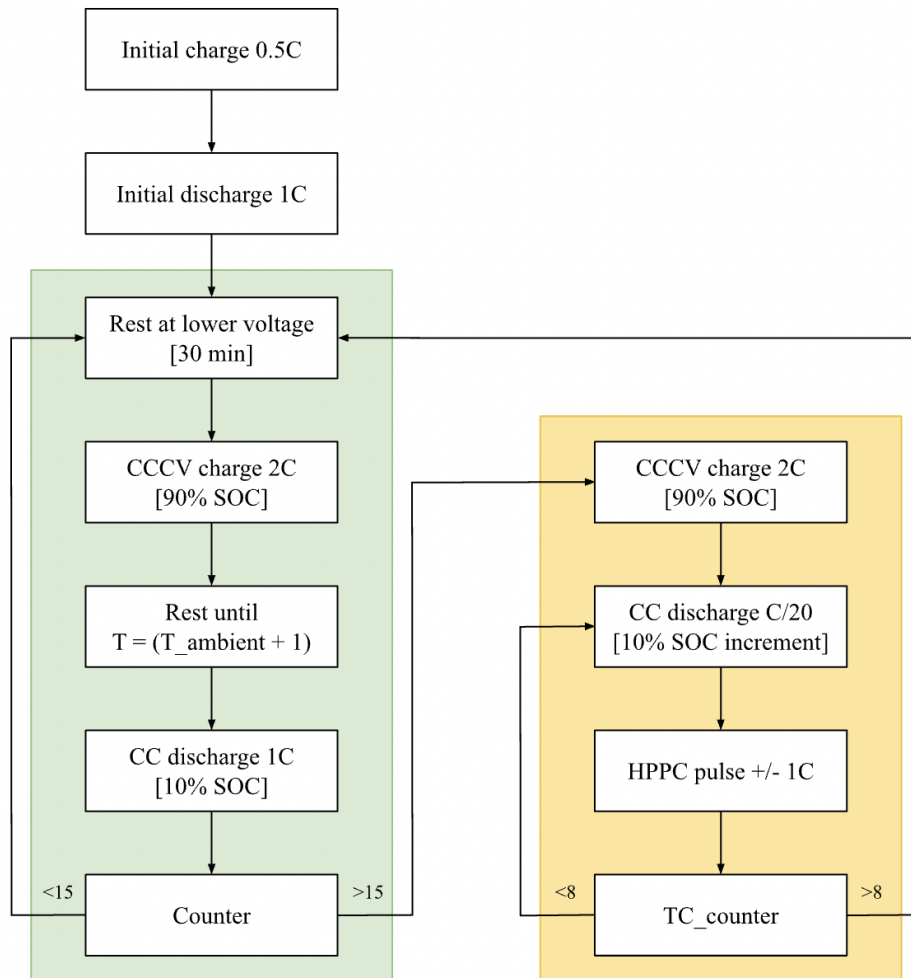 Initial charge 0.5C
Initial discharge 1C
Rest at lower voltage
[30 min]
CCCV charge 2C
[90% SOC]
Rest until
T = (T_ambient + 1)
CC discharge 1C
[10% SOC]
<15
Counter
>15
CCCV charge 2C
[90% SOC]
CC discharge C/20
[10% SOC increment]
HPPC pulse +/- 1C
<8
TC_counter
>8